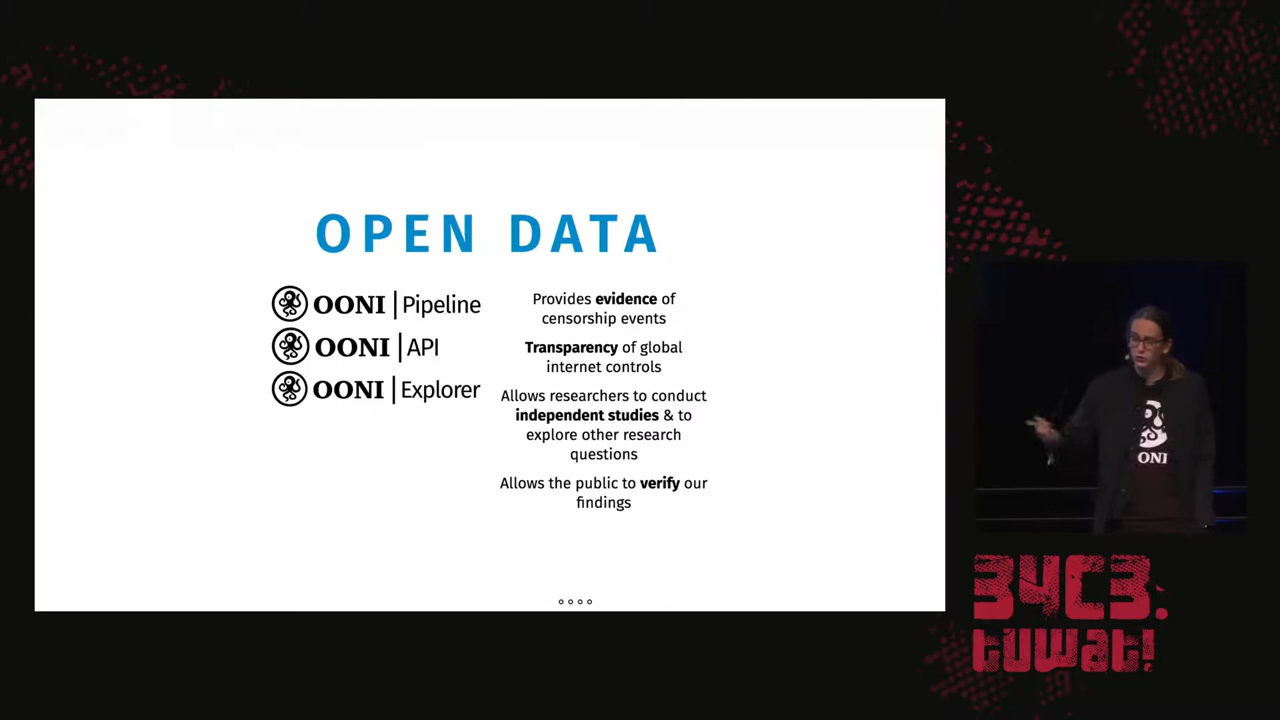 OPEN DATA
OONI | Pipeline
OONI | API
OONI | Explorer
Provides evidence of
censorship events
Transparency of global
internet controls
Allows researchers to conduct
independent studies & to
explore other research
questions
Allows the public to verify our
findings
OONI
34C3.
tuwat!